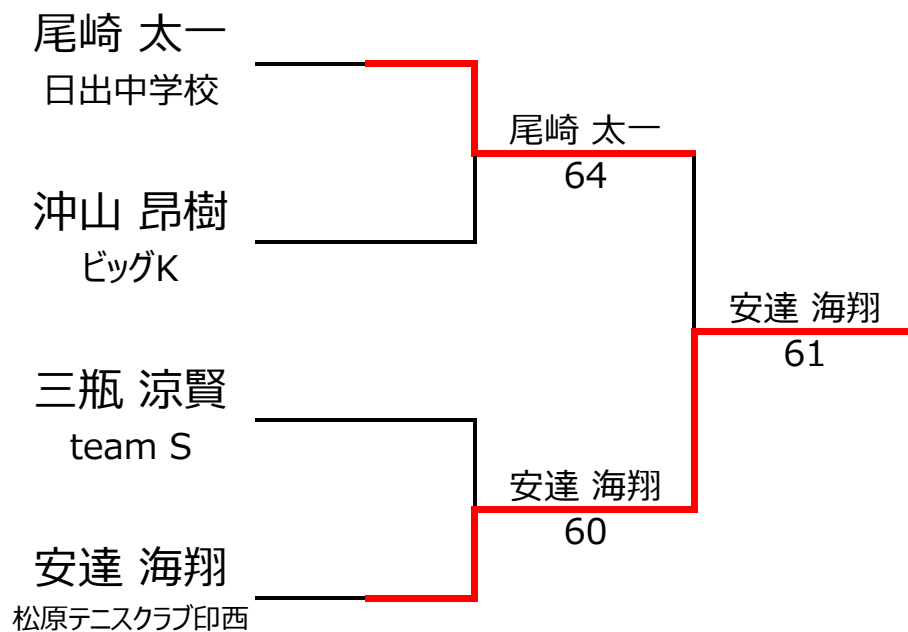 尾崎 太一
日出中学校
尾崎 太一
64
沖山 昂樹
ビッグK
安達 海翔
61
三瓶 涼賢
team S
安達 海翔
60
安達 海翔
松原テニスクラブ印西